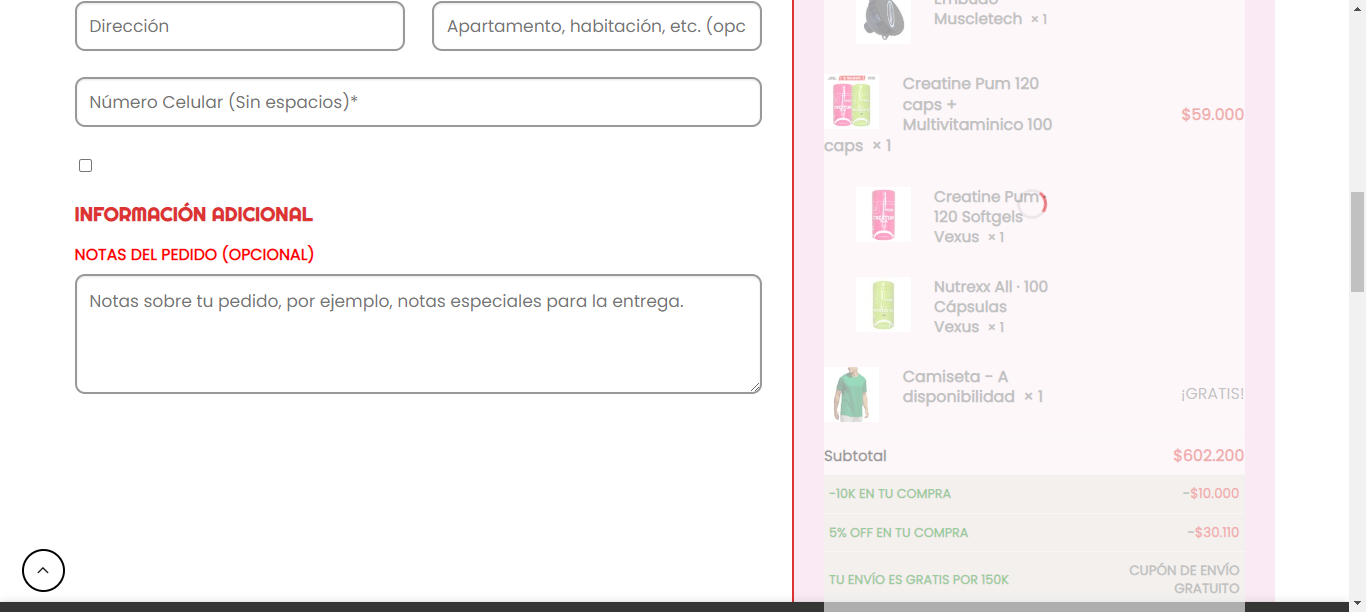 Dirección
Apartamento, habitación, etc. (opc
Número Celular (Sin espacios)*
INFORMACIÓN ADICIONAL
NOTAS DEL PEDIDO (OPCIONAL)
Notas sobre tu pedido, por ejemplo, notas especiales para la entrega.
Embudo
Muscletech × 1
Creatine Pum 120
caps +
Multivitaminico 100
caps × 1
$59.000
Creatine Pum
120 Softgels
Vexus × 1
Nutrexx All · 100
Cápsulas
Vexus × 1
Camiseta - A
disponibilidad × 1
¡GRATIS!
Subtotal
$602.200
-10K EN TU COMPRA
-$10.000
5% OFF EN TU COMPRA
-$30.110
TU ENVÍO ES GRATIS POR 150K
CUPÓN DE ENVÍO
GRATUITO